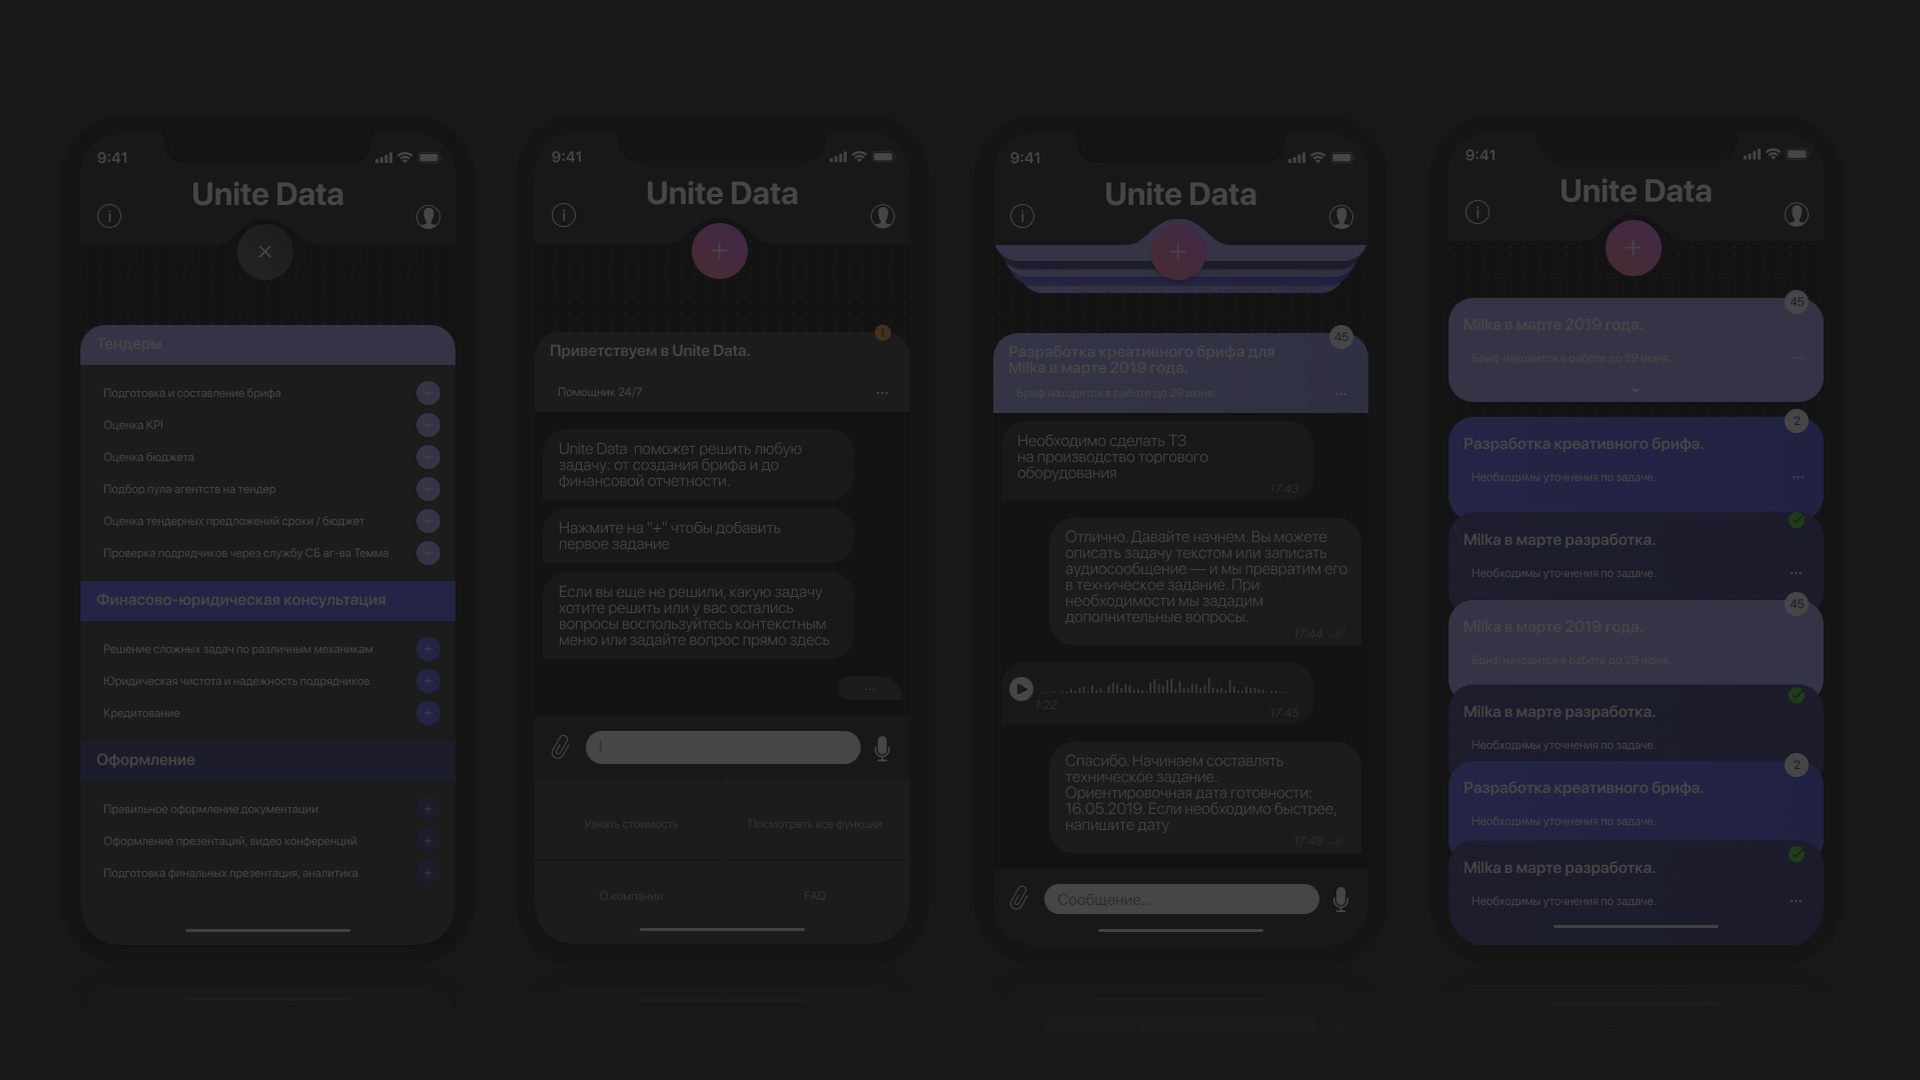 9:41
Unite Data
Тендеры
Подготовка и составление брифа
Оценка KPI
Оценка бюджета
Подбор пула агентств на тендер
Оценка тендерных предложений сроки / бюджет
Проверка подрядчиков через службу СБ аг-ва Темма
Финасово-юридическая консультация
Решение сложных задач по различным механикам
Юридическая чистота и надежность подрядчиков
Кредитование
Оформление
Правильное оформление документации
Оформление презентаций, видео конференций
Подготовка финальных презентация, аналитика
9:41
Unite Data
Приветствуем в Unite Data.
Помощник 24/7
Unite Data поможет решить любую
задачу: от создания брифа и до
финансовой отчетности.
Нажмите на "+" чтобы добавить
первое задание
Если вы еще не решили, какую задачу
хотите решить или у вас остались
вопросы воспользуйтесь контекстным
меню или задайте вопрос прямо здесь
...
Узнать стоимость
Посмотреть все функции
О компании
FAQ
9:41
Unite Data
45
Разработка креативного брифа для
Milka в марте 2019 года.
Бриф находится в работе до 29 июня.
Необходимо сделать ТЗ
на производство торгового
оборудования
17:43
Отлично. Давайте начнем. Вы можете
описать задачу текстом или записать
аудиосообщение — и мы превратим его
в техническое задание. При
необходимости мы зададим
дополнительные вопросы.
17:44
1:22
17:45
Спасибо. Начинаем составлять
техническое задание.
Ориентировочная дата готовности:
16.05.2019. Если необходимо быстрее,
напишите дату
17:49
Сообщение...
9:41
Unite Data
45
Milka в марте 2019 года.
Бриф находится в работе до 29 июня.
2
Разработка креативного брифа.
Необходимы уточнения по задаче.
Milka в марте разработка.
Необходимы уточнения по задаче.
45
Milka в марте 2019 года.
Бриф находится в работе до 29 июня.
Milka в марте разработка.
Необходимы уточнения по задаче.
2
Разработка креативного брифа.
Необходимы уточнения по задаче.
Milka в марте разработка.
Необходимы уточнения по задаче.